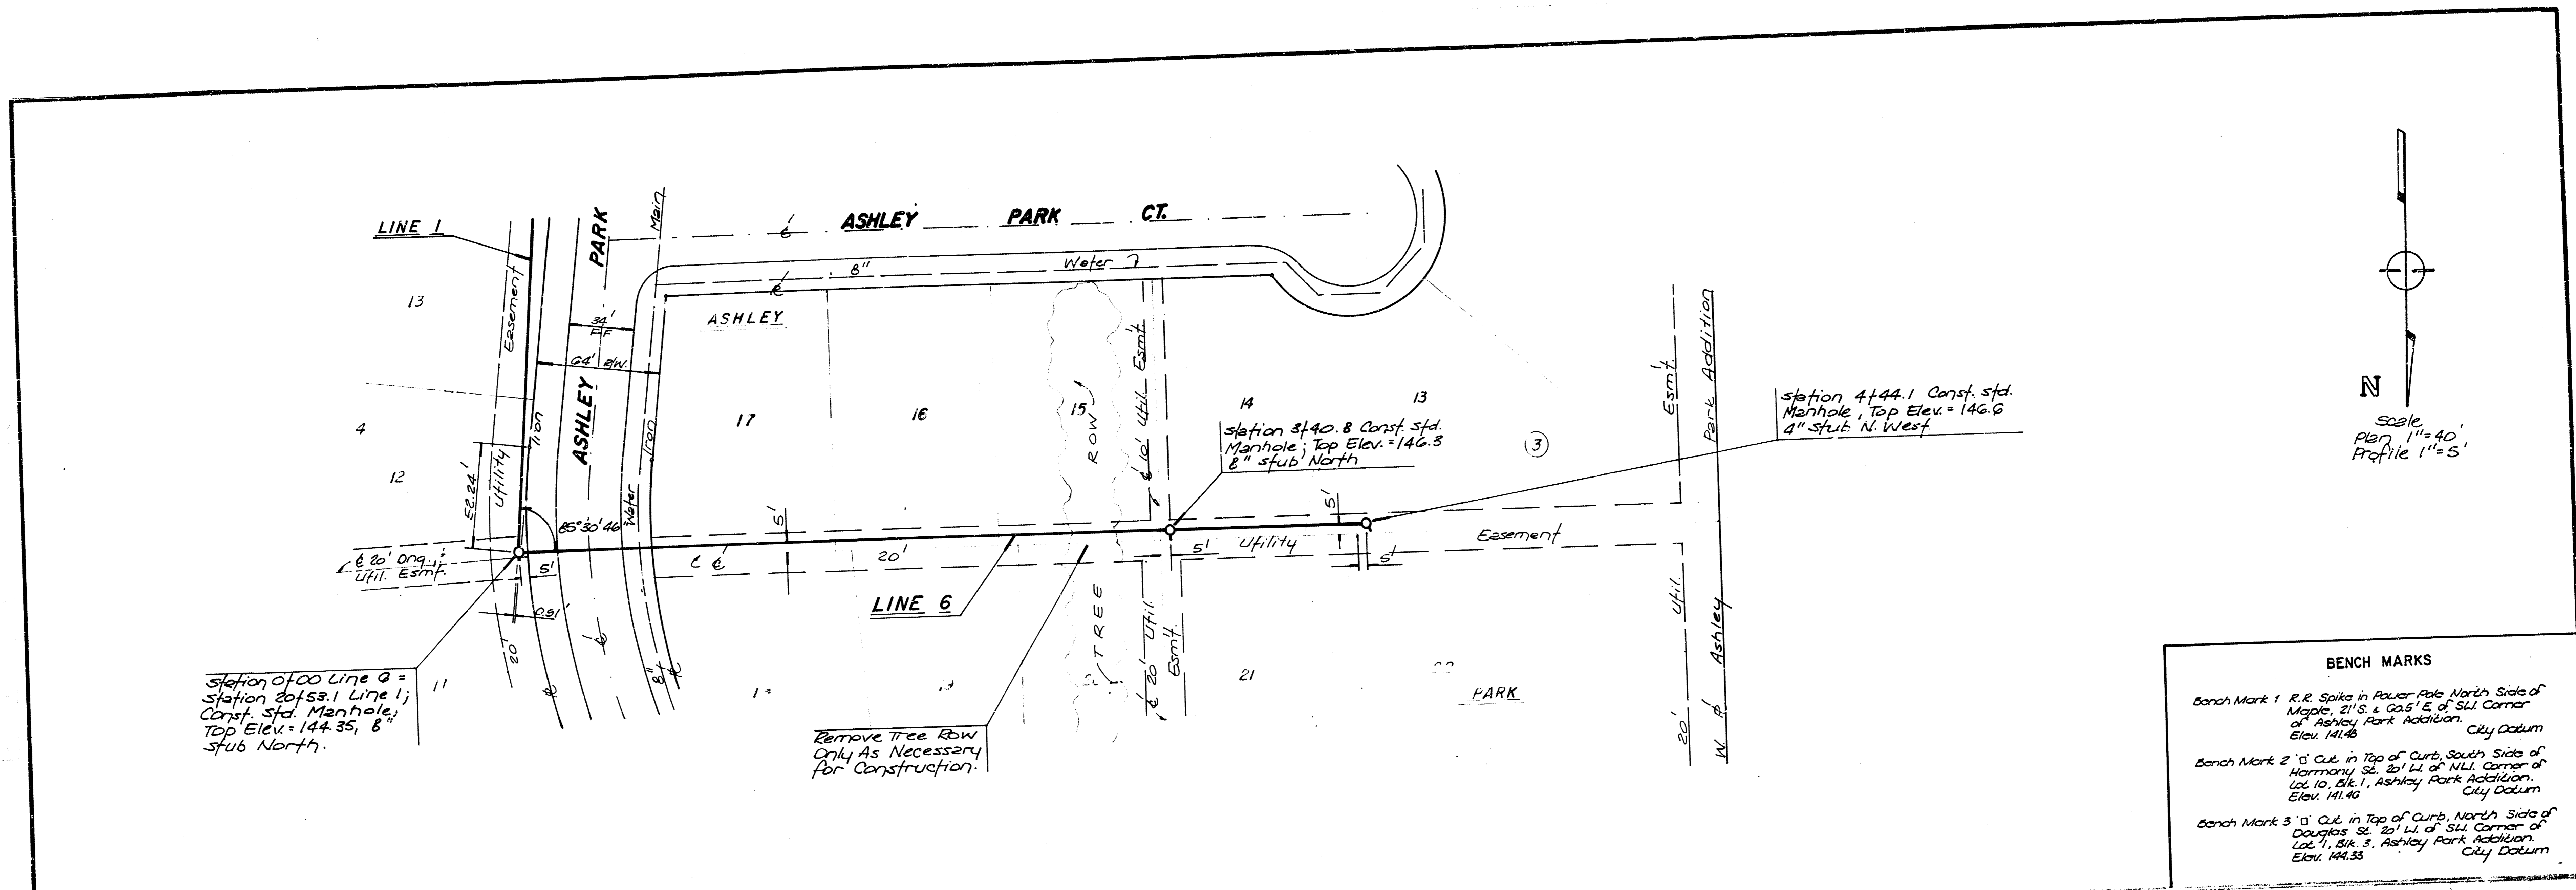 LINE 1
Easement
PARK
Main
℄ ASHLEY PARK CT.
8" Water
13
34'
F F
ASHLEY
64' R/W.
Iron
ASHLEY
Iron
17
16
15
14
13
℄ 10' Util Esm't
ROW
3
Esm't.
Park Addition
4
12
52.24'
Utility
85°30'46
Water
5'
Station 3+40.8 Const. Std.
Manhole; Top Elev. = 146.3
8" Stub North
Station 4+44.1 Const. Std.
Manhole, Top Elev. = 146.6
4" Stub N. West
N
Scale
Plan 1"=40'
Profile 1"=5'
5'
℄ 20' Drng. &
Util. Esmt.
5'
20'
5' Utility
Easement
5'
0.91'
LINE 6
TREE
℄ 20' Util.
Esm't.
20' Util.
W. ℄ Ashley
20'
℄
8"
Station 0+00 Line 6 =
Station 20+53.1 Line 1;
Const. Std. Manhole;
Top Elev. = 144.35, 8"
Stub North.
11
21
PARK
Remove Tree Row
Only As Necessary
for Construction.
BENCH MARKS
Bench Mark 1 R.R. Spike in Power Pole North Side of
Maple, 21' S. & 60.5' E. of S.W. Corner
of Ashley Park Addition.
Elev. 141.48 City Datum
Bench Mark 2 '□' Cut in Top of Curb, South Side of
Harmony St. 20' W. of N.W. Corner of
Lot 10, Blk. 1, Ashley Park Addition.
Elev. 141.46 City Datum
Bench Mark 3 '□' Cut in Top of Curb, North Side of
Douglas St. 20' W. of S.W. Corner of
Lot 1, Blk. 3, Ashley Park Addition.
Elev. 144.33 City Datum